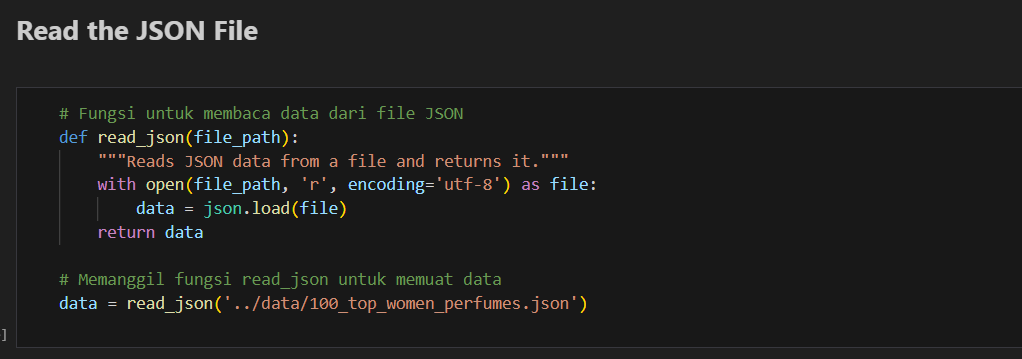 Read the JSON File
# Fungsi untuk membaca data dari file JSON
def read_json(file_path):
    """Reads JSON data from a file and returns it."""
    with open(file_path, 'r', encoding='utf-8') as file:
        data = json.load(file)
    return data
# Memanggil fungsi read_json untuk memuat data
data = read_json('../data/100_top_women_perfumes.json')
]